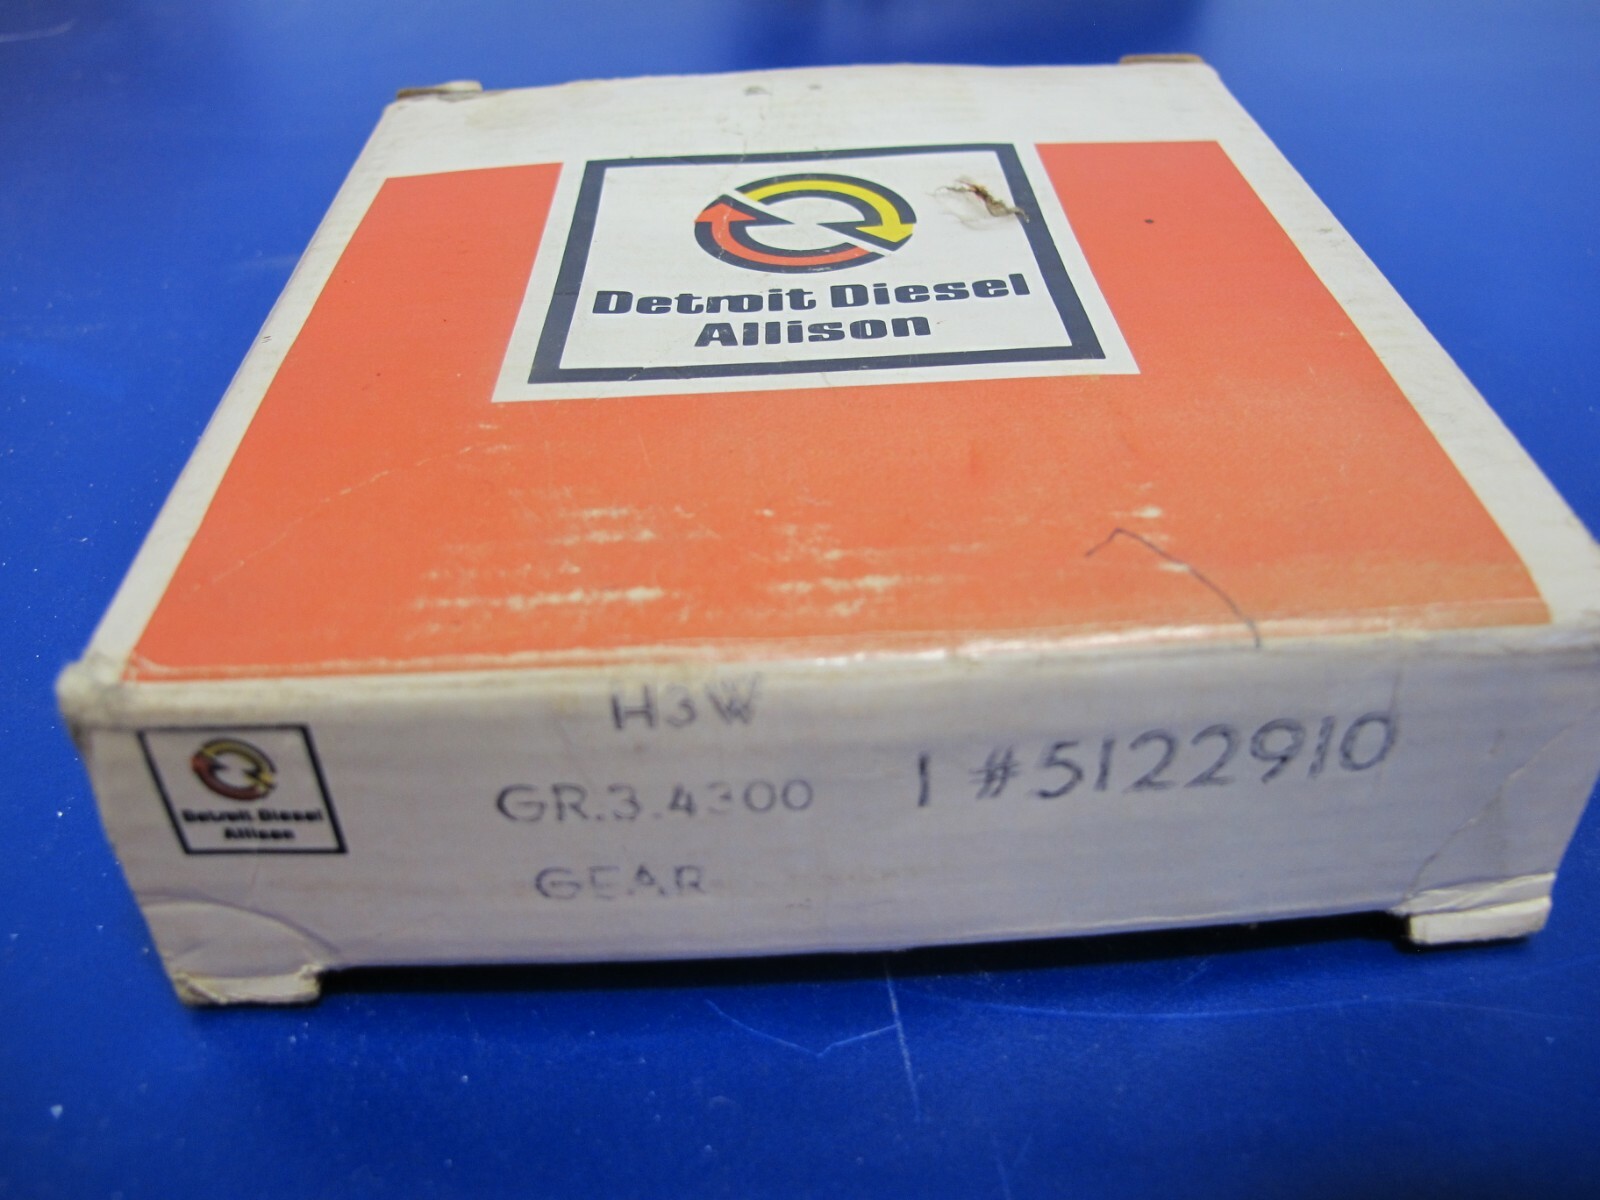 Detroit Diesel
Allison
H3W
GR.3.4300
GEAR
1 #5122910
Detroit Diesel
Allison